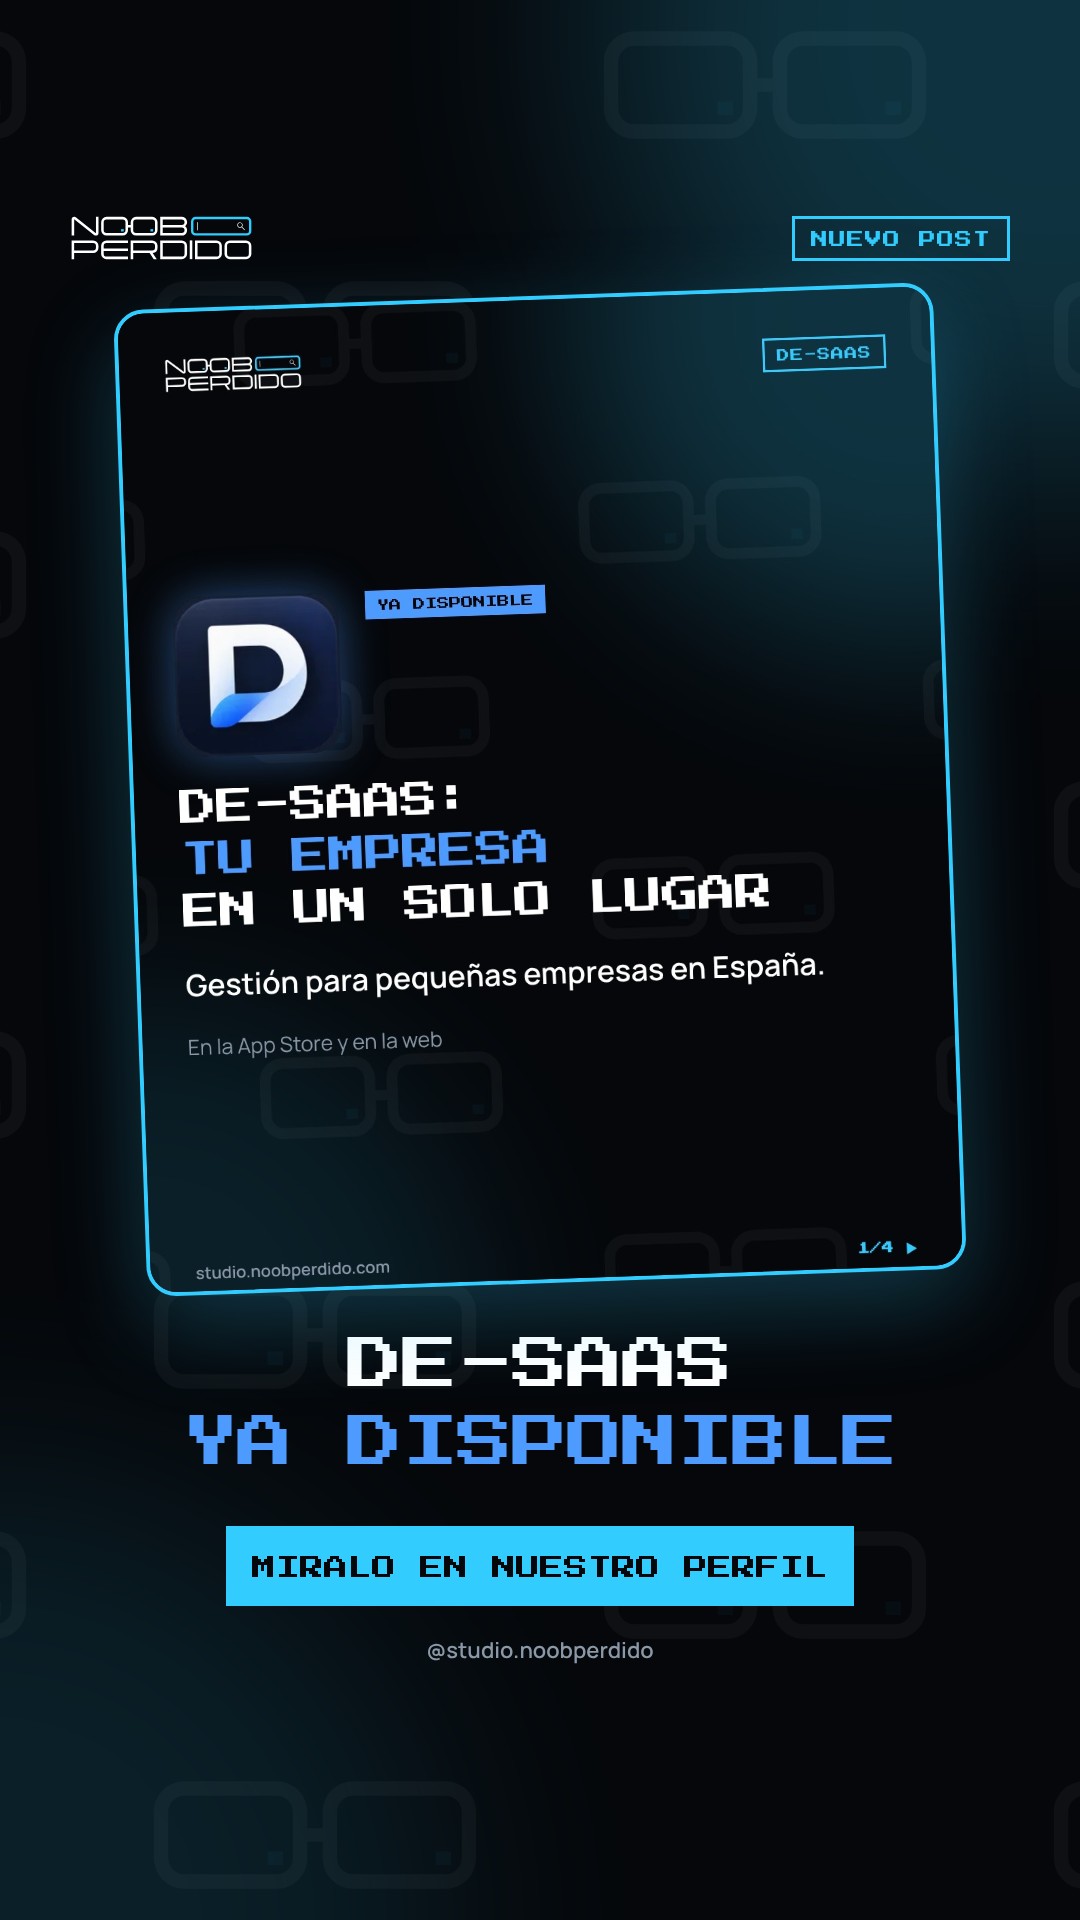 NOOB
PERDIDO
NUEVO POST
NOOB
PERDIDO
DE-SAAS
YA DISPONIBLE
D
DE-SAAS:
TU EMPRESA
EN UN SOLO LUGAR
Gestión para pequeñas empresas en España.
En la App Store y en la web
studio.noobperdido.com
1/4
DE-SAAS
YA DISPONIBLE
MIRALO EN NUESTRO PERFIL
@studio.noobperdido